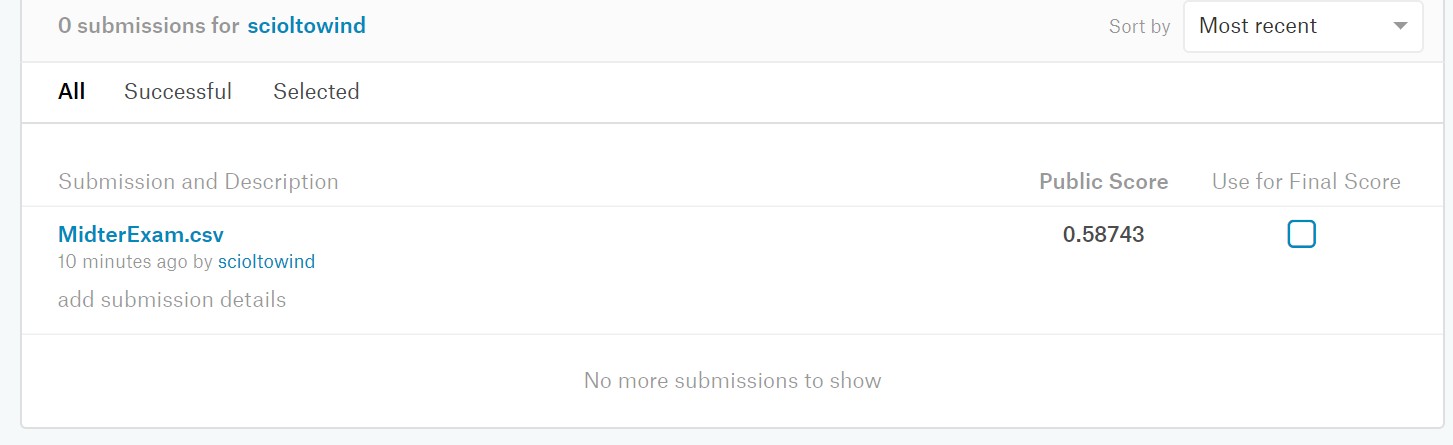 0 submissions for scioltowind Sort by Most recent
All Successful Selected
Submission and Description Public Score Use for Final Score
MidterExam.csv 0.58743
10 minutes ago by scioltowind
add submission details
No more submissions to show